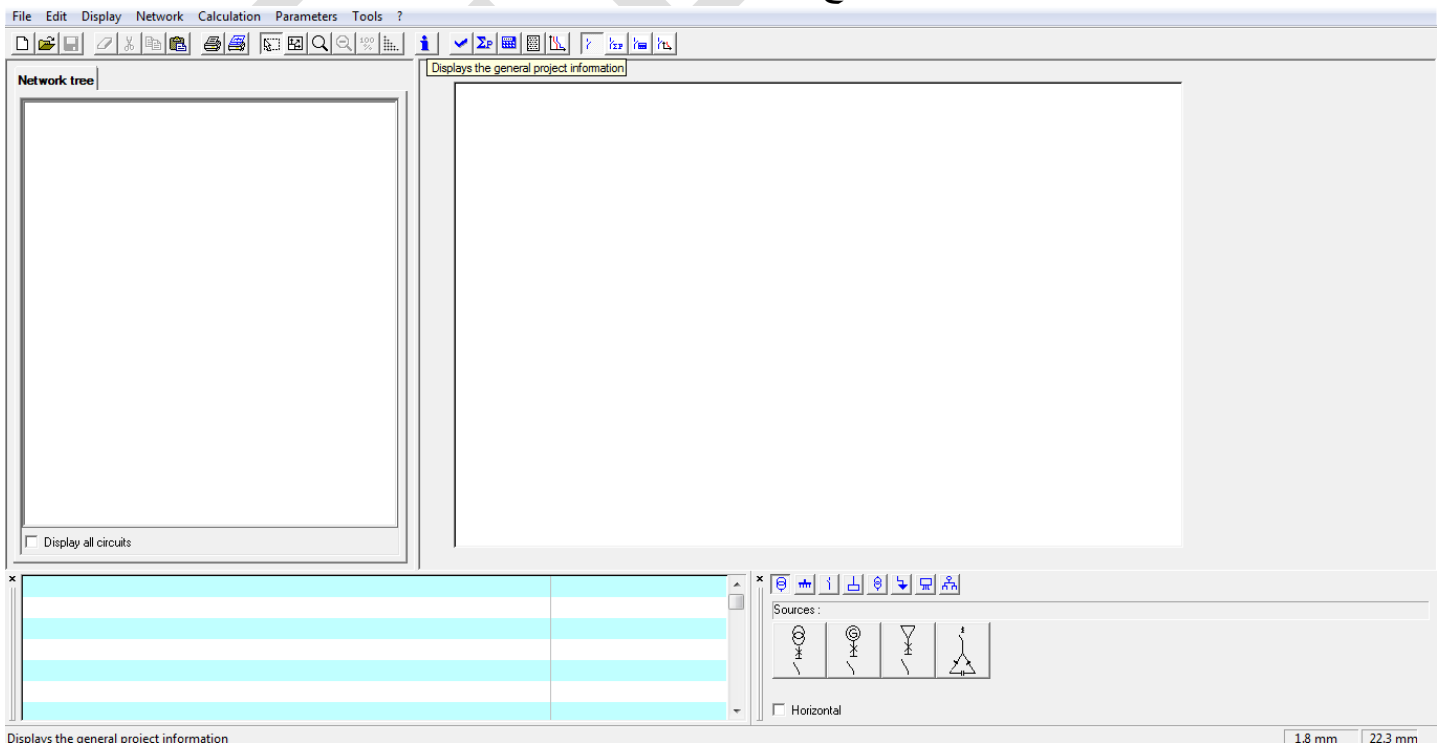 File Edit Display Network Calculation Parameters Tools ?
Displays the general project information
Network tree
Display all circuits
Sources :
Horizontal
Displays the general project information 1.8 mm 22.3 mm